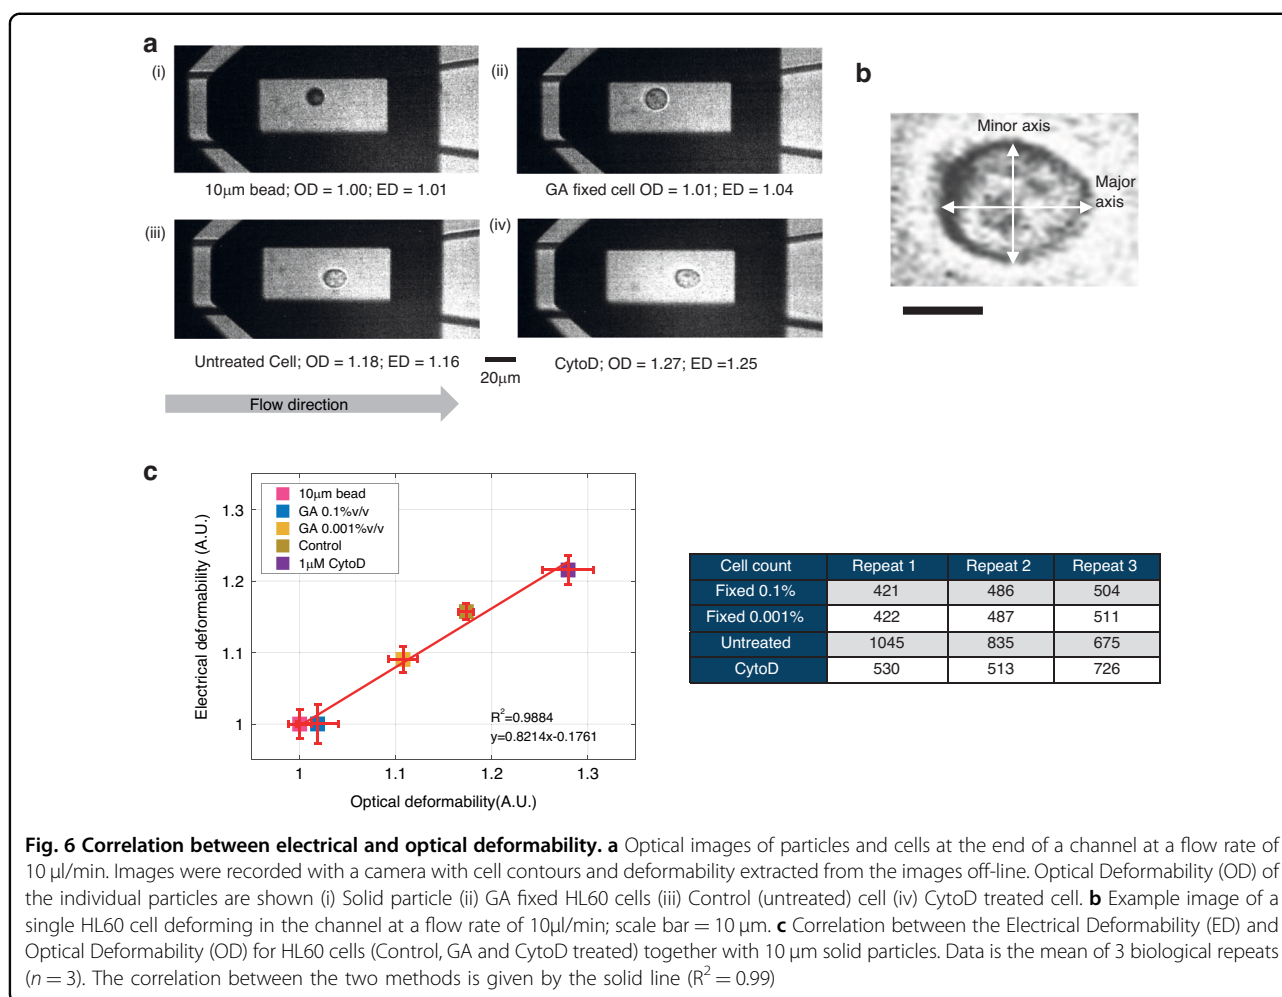 a
(i)
(ii)
10μm bead; OD = 1.00; ED = 1.01
GA fixed cell OD = 1.01; ED = 1.04
(iii)
(iv)
Untreated Cell; OD = 1.18; ED = 1.16
20μm
CytoD; OD = 1.27; ED =1.25
Flow direction
b
Minor axis
Major
axis
c
Electrical deformability (A.U.)
1.3
1.2
1.1
1
10μm bead
GA 0.1%v/v
GA 0.001%v/v
Control
1μM CytoD
R²=0.9884
y=0.8214x-0.1761
1 1.1 1.2 1.3
Optical deformability(A.U.)
Cell count Repeat 1 Repeat 2 Repeat 3
Fixed 0.1% 421 486 504
Fixed 0.001% 422 487 511
Untreated 1045 835 675
CytoD 530 513 726
Fig. 6 Correlation between electrical and optical deformability. a Optical images of particles and cells at the end of a channel at a flow rate of
10 μl/min. Images were recorded with a camera with cell contours and deformability extracted from the images off-line. Optical Deformability (OD) of
the individual particles are shown (i) Solid particle (ii) GA fixed HL60 cells (iii) Control (untreated) cell (iv) CytoD treated cell. b Example image of a
single HL60 cell deforming in the channel at a flow rate of 10μl/min; scale bar = 10 μm. c Correlation between the Electrical Deformability (ED) and
Optical Deformability (OD) for HL60 cells (Control, GA and CytoD treated) together with 10 μm solid particles. Data is the mean of 3 biological repeats
(n = 3). The correlation between the two methods is given by the solid line (R² = 0.99)